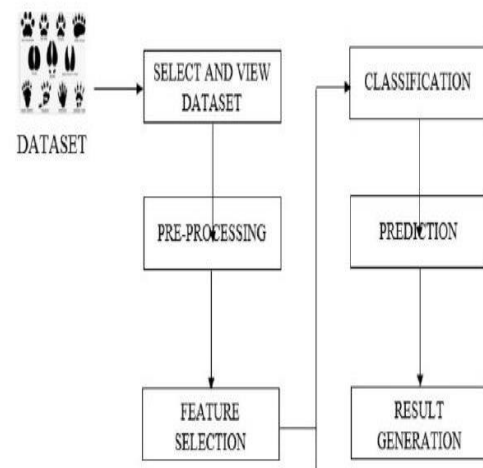 DATASET
SELECT AND VIEW
DATASET
PRE-PROCESSING
FEATURE
SELECTION
CLASSIFICATION
PREDICTION
RESULT
GENERATION